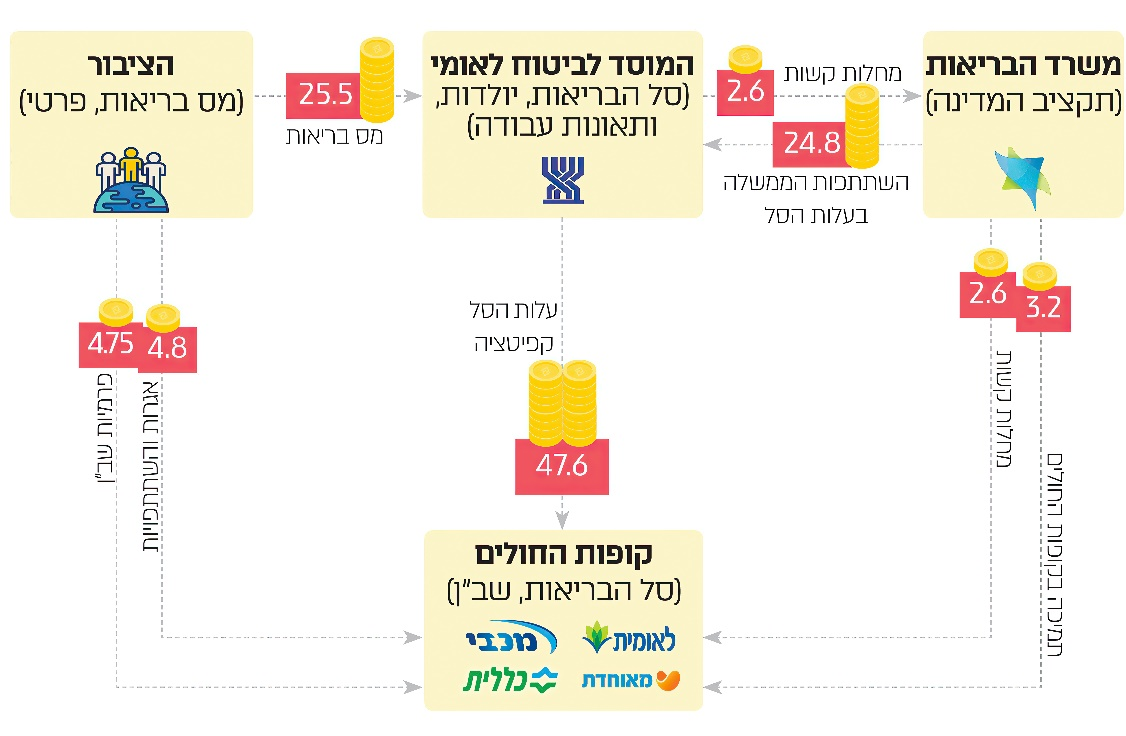 משרד הבריאות
(תקציב המדינה)
מחלות קשות
2.6
24.8
השתתפות הממשלה
בעלות הסל
המוסד לביטוח לאומי
(סל הבריאות, יולדות,
ותאונות עבודה)
25.5
מס בריאות
הציבור
(מס בריאות, פרטי)
2.6
מחלות קשות
3.2
תמיכה בקופות החולים
עלות הסל
קפיטציה
47.6
4.8
אגרות והשתתפויות
4.75
פרמיות שב"ן
קופות החולים
(סל הבריאות, שב"ן)
לאומית
מכבי
מאוחדת
כללית